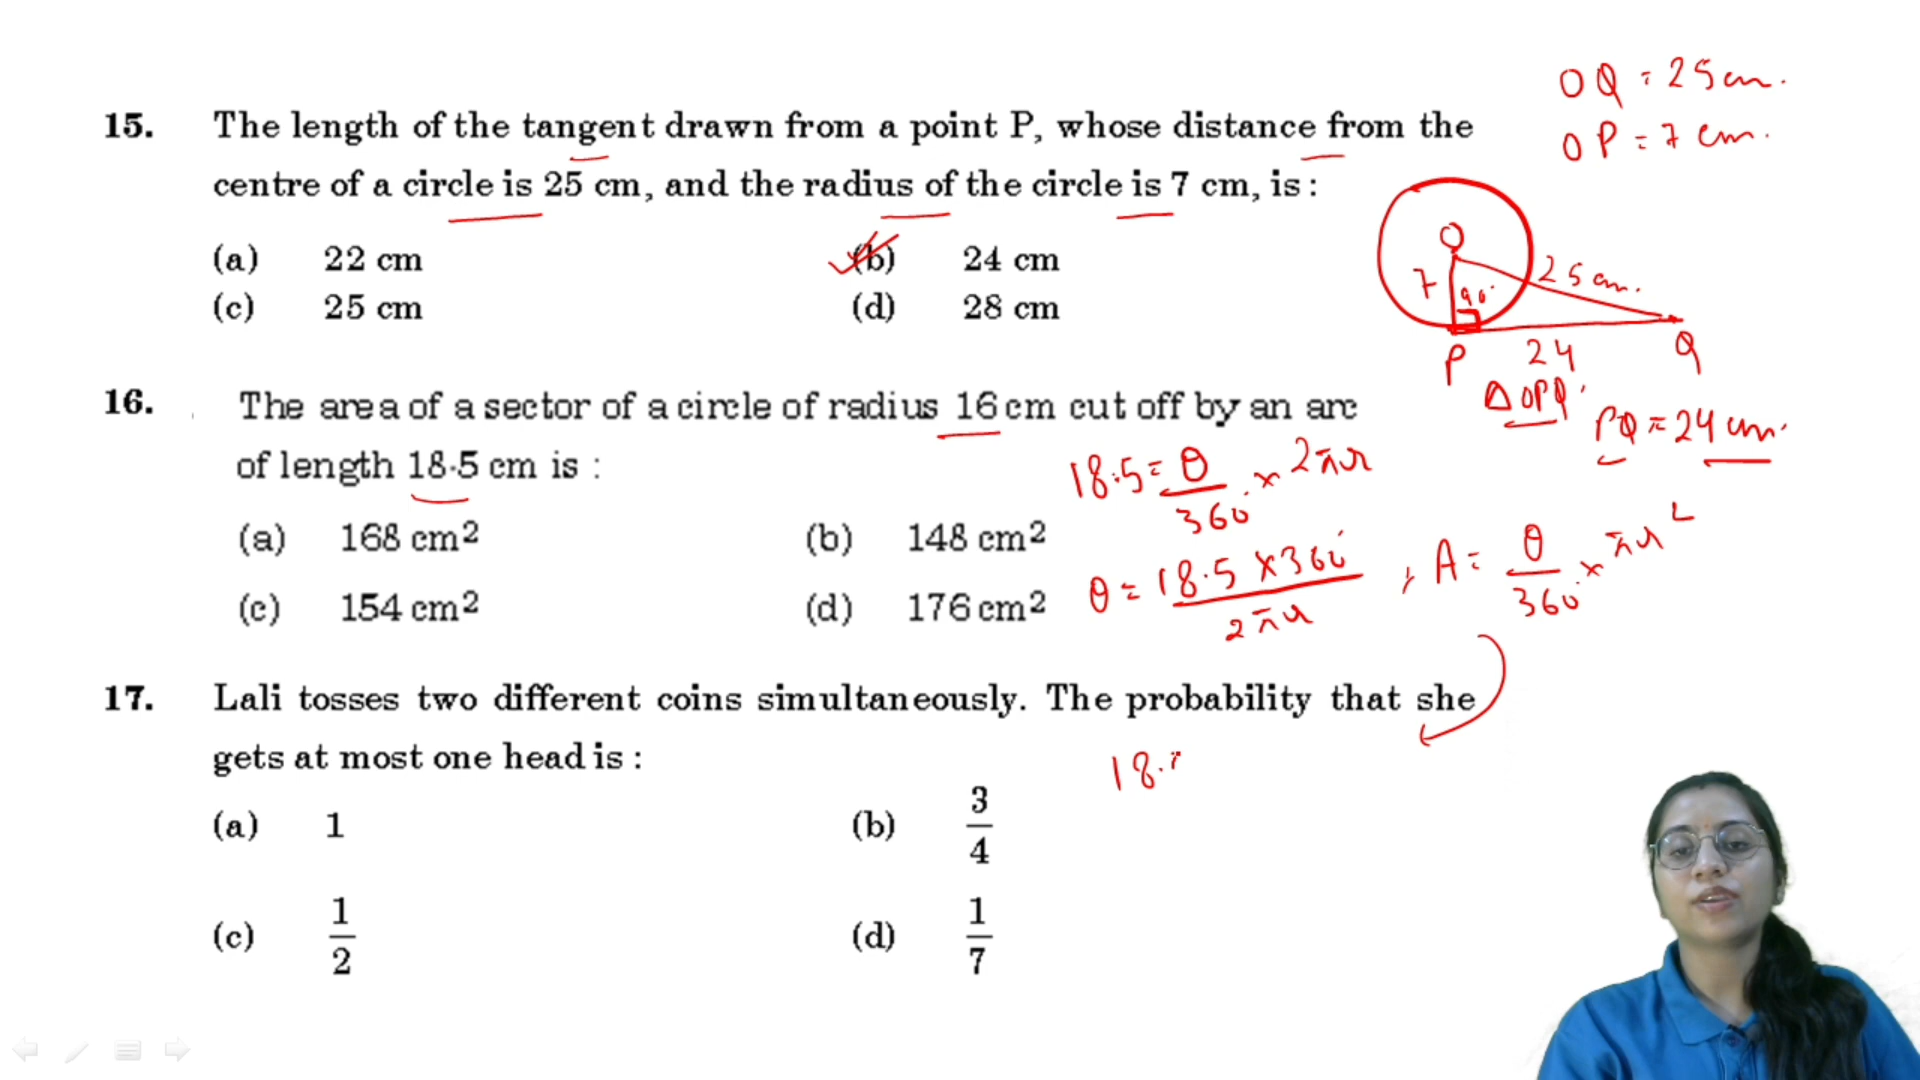 OQ = 25 cm.
OP = 7 cm.
15. The length of the tangent drawn from a point P, whose distance from the
centre of a circle is 25 cm, and the radius of the circle is 7 cm, is :
(a) 22 cm (b) 24 cm
(c) 25 cm (d) 28 cm
O
7 90° 25 cm.
P 24 Q
△OPQ
PQ = 24 cm.
16. The area of a sector of a circle of radius 16 cm cut off by an arc
of length 18·5 cm is :
18.5 = θ/360° × 2πr
(a) 168 cm² (b) 148 cm²
(c) 154 cm² (d) 176 cm²
θ = 18.5 × 360°/2πr , A = θ/360° × πr²
17. Lali tosses two different coins simultaneously. The probability that she
gets at most one head is :
18.
(a) 1 (b) 3/4
(c) 1/2 (d) 1/7